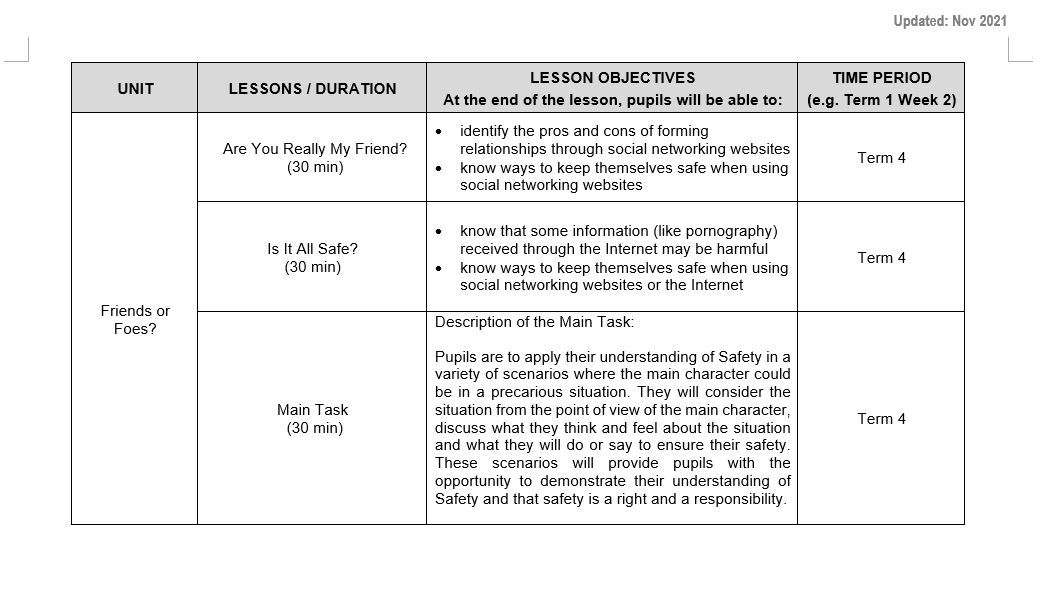 Updated: Nov 2021
UNIT
LESSONS / DURATION
LESSON OBJECTIVES
At the end of the lesson, pupils will be able to:
TIME PERIOD
(e.g. Term 1 Week 2)
Friends or
Foes?
Are You Really My Friend?
(30 min)
• identify the pros and cons of forming
relationships through social networking websites
• know ways to keep themselves safe when using
social networking websites
Term 4
Is It All Safe?
(30 min)
• know that some information (like pornography)
received through the Internet may be harmful
• know ways to keep themselves safe when using
social networking websites or the Internet
Term 4
Main Task
(30 min)
Description of the Main Task:
Pupils are to apply their understanding of Safety in a
variety of scenarios where the main character could
be in a precarious situation. They will consider the
situation from the point of view of the main character,
discuss what they think and feel about the situation
and what they will do or say to ensure their safety.
These scenarios will provide pupils with the
opportunity to demonstrate their understanding of
Safety and that safety is a right and a responsibility.
Term 4